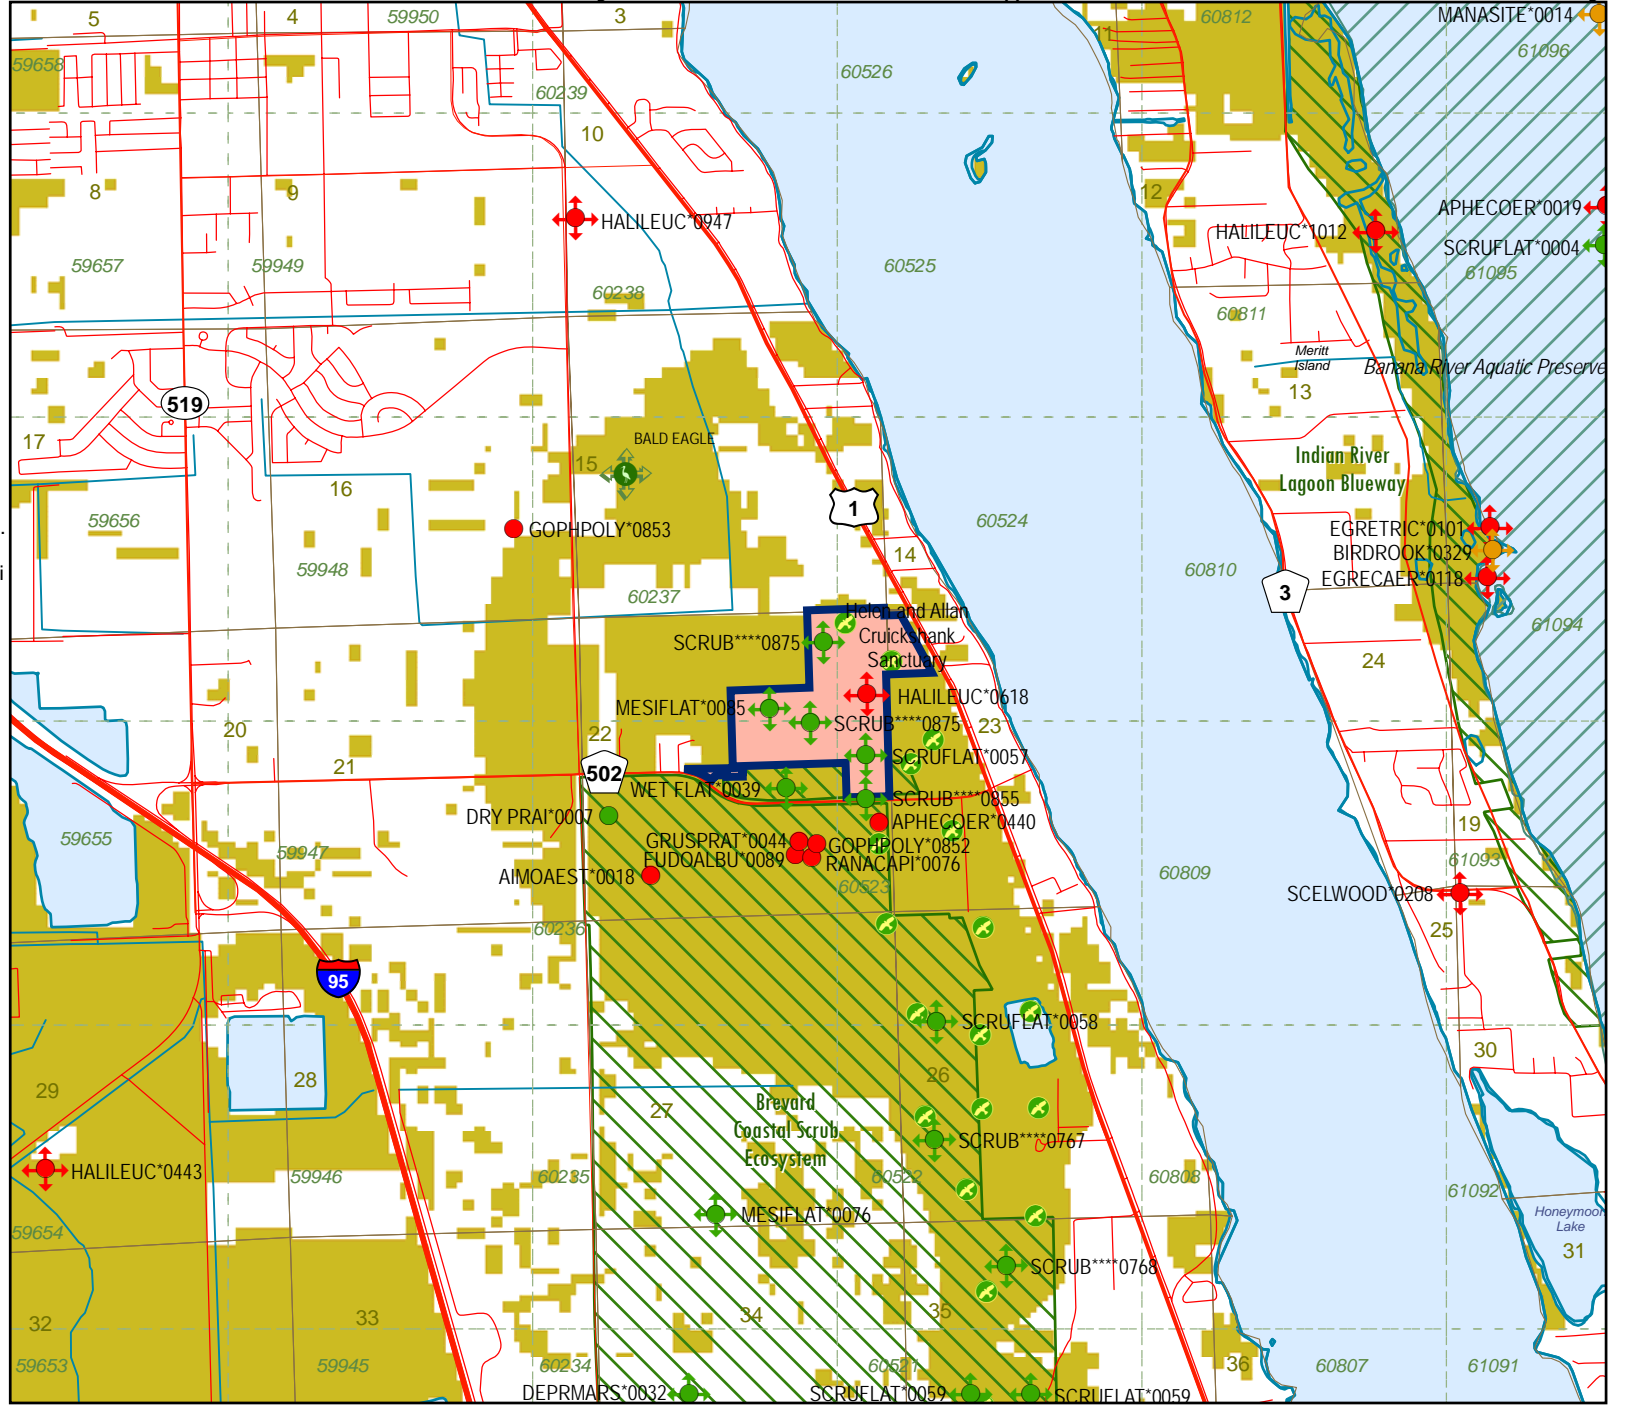 5
4
59950
3
60812
MANASITE*0014
11
61096
59658
60526
60239
10
8
9
12
HALILEUC*0947
HALILEUC*1012
APHECOER*0019
SCRUFLAT*0004
59657
59949
60525
61095
60238
60811
Meritt
Island
Banana River Aquatic Preserve
13
519
17
BALD EAGLE
15
16
Indian River
Lagoon Blueway
1
59656
GOPHPOLY*0853
60524
EGRETRIC*0101
BIRDROOK*0329
14
59948
60810
EGRECAER*0118
3
60237
Helen and Allan
Cruickshank
Sanctuary
61094
SCRUB****0875
24
HALILEUC*0618
MESIFLAT*0085
SCRUB****0875
23
20
22
21
SCRUFLAT*0057
502
WET FLAT*0039
SCRUB****0855
DRY PRAI*0007
APHECOER*0440
19
59655
59947
GRUSPRAT*0044
GOPHPOLY*0852
EUDOALBU*0089
RANACAPI*0076
61093
AIMOAEST*0018
60523
60809
SCELWOOD*0208
60236
25
95
SCRUFLAT*0058
30
29
28
26
27
Brevard
Coastal Scrub
Ecosystem
SCRUB****0767
HALILEUC*0443
59946
60235
60522
60808
61092
MESIFLAT*0076
Honeymoon
Lake
31
59654
SCRUB****0768
32
33
34
35
59653
59945
60234
60521
36
60807
61091
DEPRMARS*0032
SCRUFLAT*0059
SCRUFLAT*0059